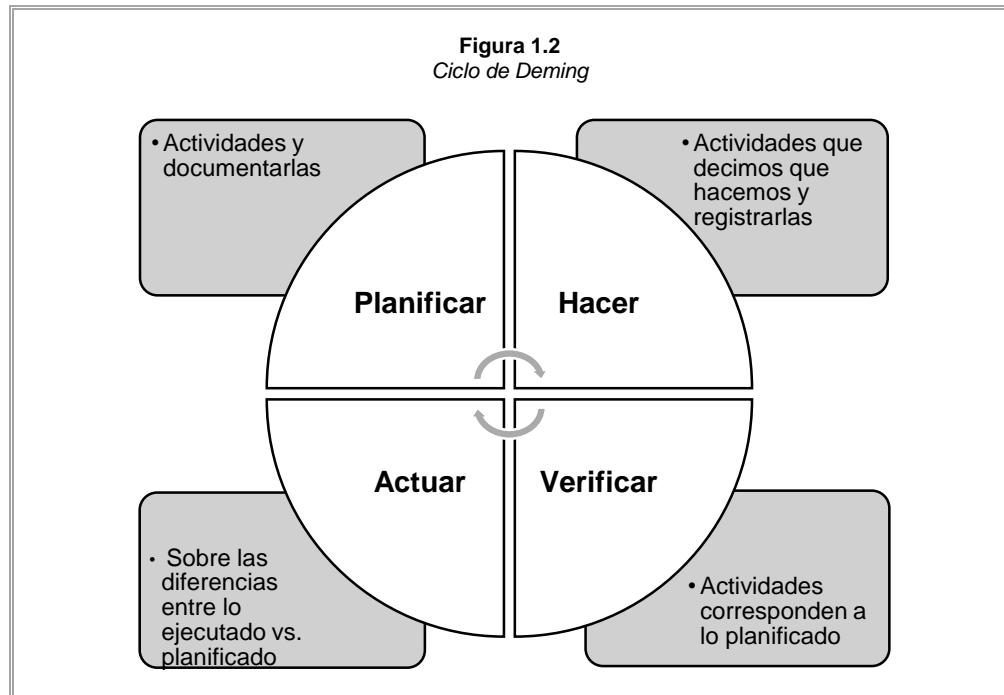 Figura 1.2
Ciclo de Deming
• Actividades y
documentarlas
• Actividades que
decimos que
hacemos y
registrarlas
Planificar
Hacer
Actuar
Verificar
• Sobre las
diferencias
entre lo
ejecutado vs.
planificado
• Actividades
corresponden a
lo planificado